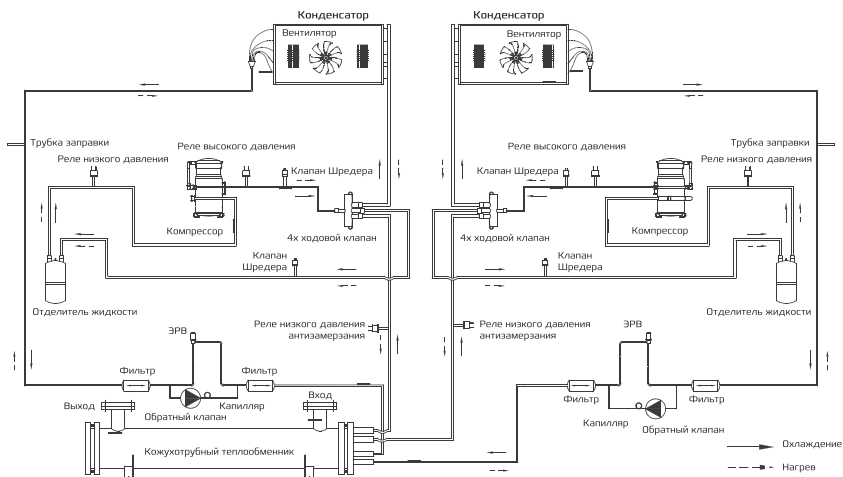 Конденсатор
Конденсатор
Вентилятор
Вентилятор
Трубка заправки
Реле высокого давления
Реле высокого давления
Трубка заправки
Реле низкого давления
Клапан Шредера
Клапан Шредера
Реле низкого давления
Компрессор
4х ходовой клапан
4х ходовой клапан
Компрессор
Клапан
Шредера
Клапан
Шредера
Отделитель жидкости
Отделитель жидкости
ЭРВ
Реле низкого давления
антизамерзания
Реле низкого давления
антизамерзания
ЭРВ
Фильтр
Фильтр
Выход
Вход
Фильтр
Фильтр
Обратный клапан
Капилляр
Капилляр
Обратный клапан
Кожухотрубный теплообменник
Охлаждение
Нагрев